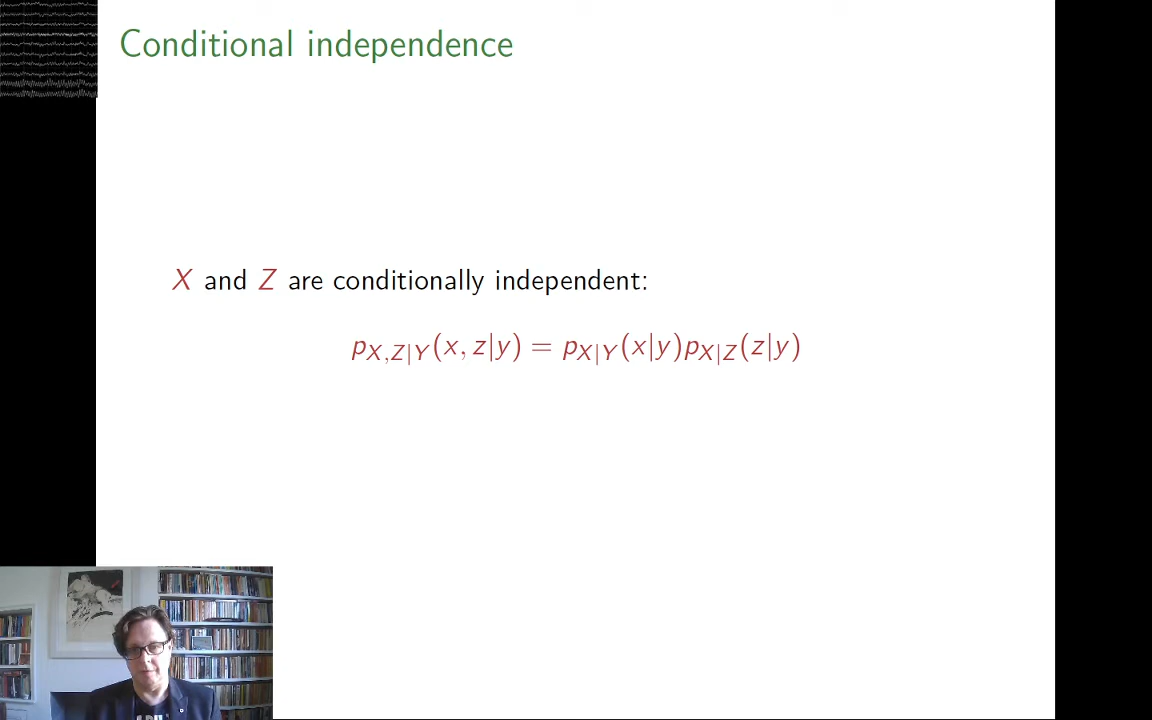 Conditional independence
X and Z are conditionally independent:
p_{X,Z|Y}(x, z|y) = p_{X|Y}(x|y)p_{X|Z}(z|y)